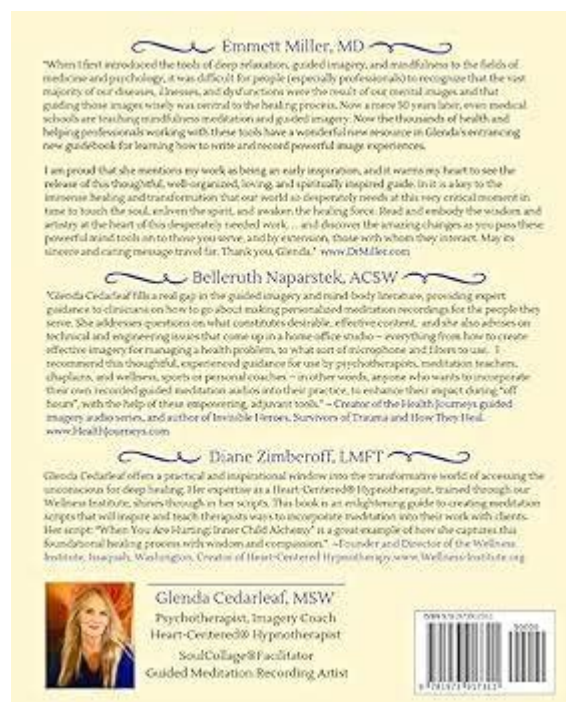 Emmett Miller, MD
"When I first introduced the tools of deep relaxation, guided imagery, and mindfulness to the fields of
medicine and psychology, it was difficult for people (especially professionals) to recognize that the vast
majority of our diseases, illnesses, and dysfunctions were the result of our mental images and that
guiding those images wisely was central to the healing process. Now a mere 50 years later, even medical
schools are teaching mindfulness meditation and guided imagery. Now the thousands of health and
helping professionals working with these tools have a wonderful new resource in Glenda's entrancing
new guidebook for learning how to write and record powerful image experiences.
I am proud that she mentions my work as being an early inspiration, and it warms my heart to see the
release of this thoughtful, well-organized, loving, and spiritually inspired guide. In it is a key to the
immense healing and transformation that our world so desperately needs at this very critical moment in
time to touch the soul, enliven the spirit, and awaken the healing force. Read and embody the wisdom and
artistry at the heart of this desperately needed work... and discover the amazing changes as you pass these
powerful mind tools on to those you serve, and by extension, those with whom they interact. May its
sincere and caring message travel far. Thank you, Glenda." www.DrMiller.com
Belleruth Naparstek, ACSW
"Glenda Cedarleaf fills a real gap in the guided imagery and mind-body literature, providing expert
guidance to clinicians on how to go about making personalized meditation recordings for the people they
serve. She addresses questions on what constitutes desirable, effective content, and she also advises on
technical and engineering issues that come up in a home office studio – everything from how to create
effective imagery for managing a health problem, to what sort of microphone and filters to use. I
recommend this thoughtful, experienced guidance for use by psychotherapists, meditation teachers,
chaplains, and wellness, sports or personal coaches – in other words, anyone who wants to incorporate
their own recorded guided meditation audios into their practice, to enhance their impact during "off
hours", with the help of these empowering, adjuvant tools." – Creator of the Health Journeys guided
imagery audio series, and author of Invisible Heroes, Survivors of Trauma and How They Heal.
www.HealthJourneys.com
Diane Zimberoff, LMFT
Glenda Cedarleaf offers a practical and inspirational window into the transformative world of accessing the
unconscious for deep healing. Her expertise as a Heart-Centered® Hypnotherapist, trained through our
Wellness Institute, shines through in her scripts. This book is an enlightening guide to creating meditation
scripts that will inspire and teach therapists ways to incorporate meditation into their work with clients.
Her script: "When You Are Hurting: Inner Child Alchemy" is a great example of how she captures this
foundational healing process with wisdom and compassion." ~Founder and Director of the Wellness
Institute, Issaquah, Washington, Creator of Heart-Centered Hypnotherapy, www.Wellness-Institute.org
Glenda Cedarleaf, MSW
Psychotherapist, Imagery Coach
Heart-Centered® Hypnotherapist
SoulCollage® Facilitator
Guided Meditation Recording Artist
ISBN
90000